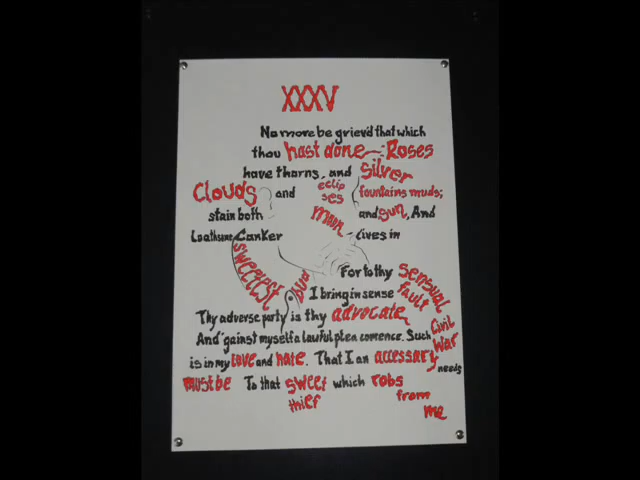 XXXV
No more be griev'd that which
thou hast done - Roses
have thorns, and silver
Clouds and eclip fountains muds;
ses
stain both moon and sun, And
Loathsome Canker lives in
sweetest bud
For to thy sensual
I bring in sense fault
Thy adverse party is thy advocate
And 'gainst myself a lawful plea comence. Such Civil
War
is in my love and hate. That I an accessary needs
must be To that sweet which robs
thief from
me